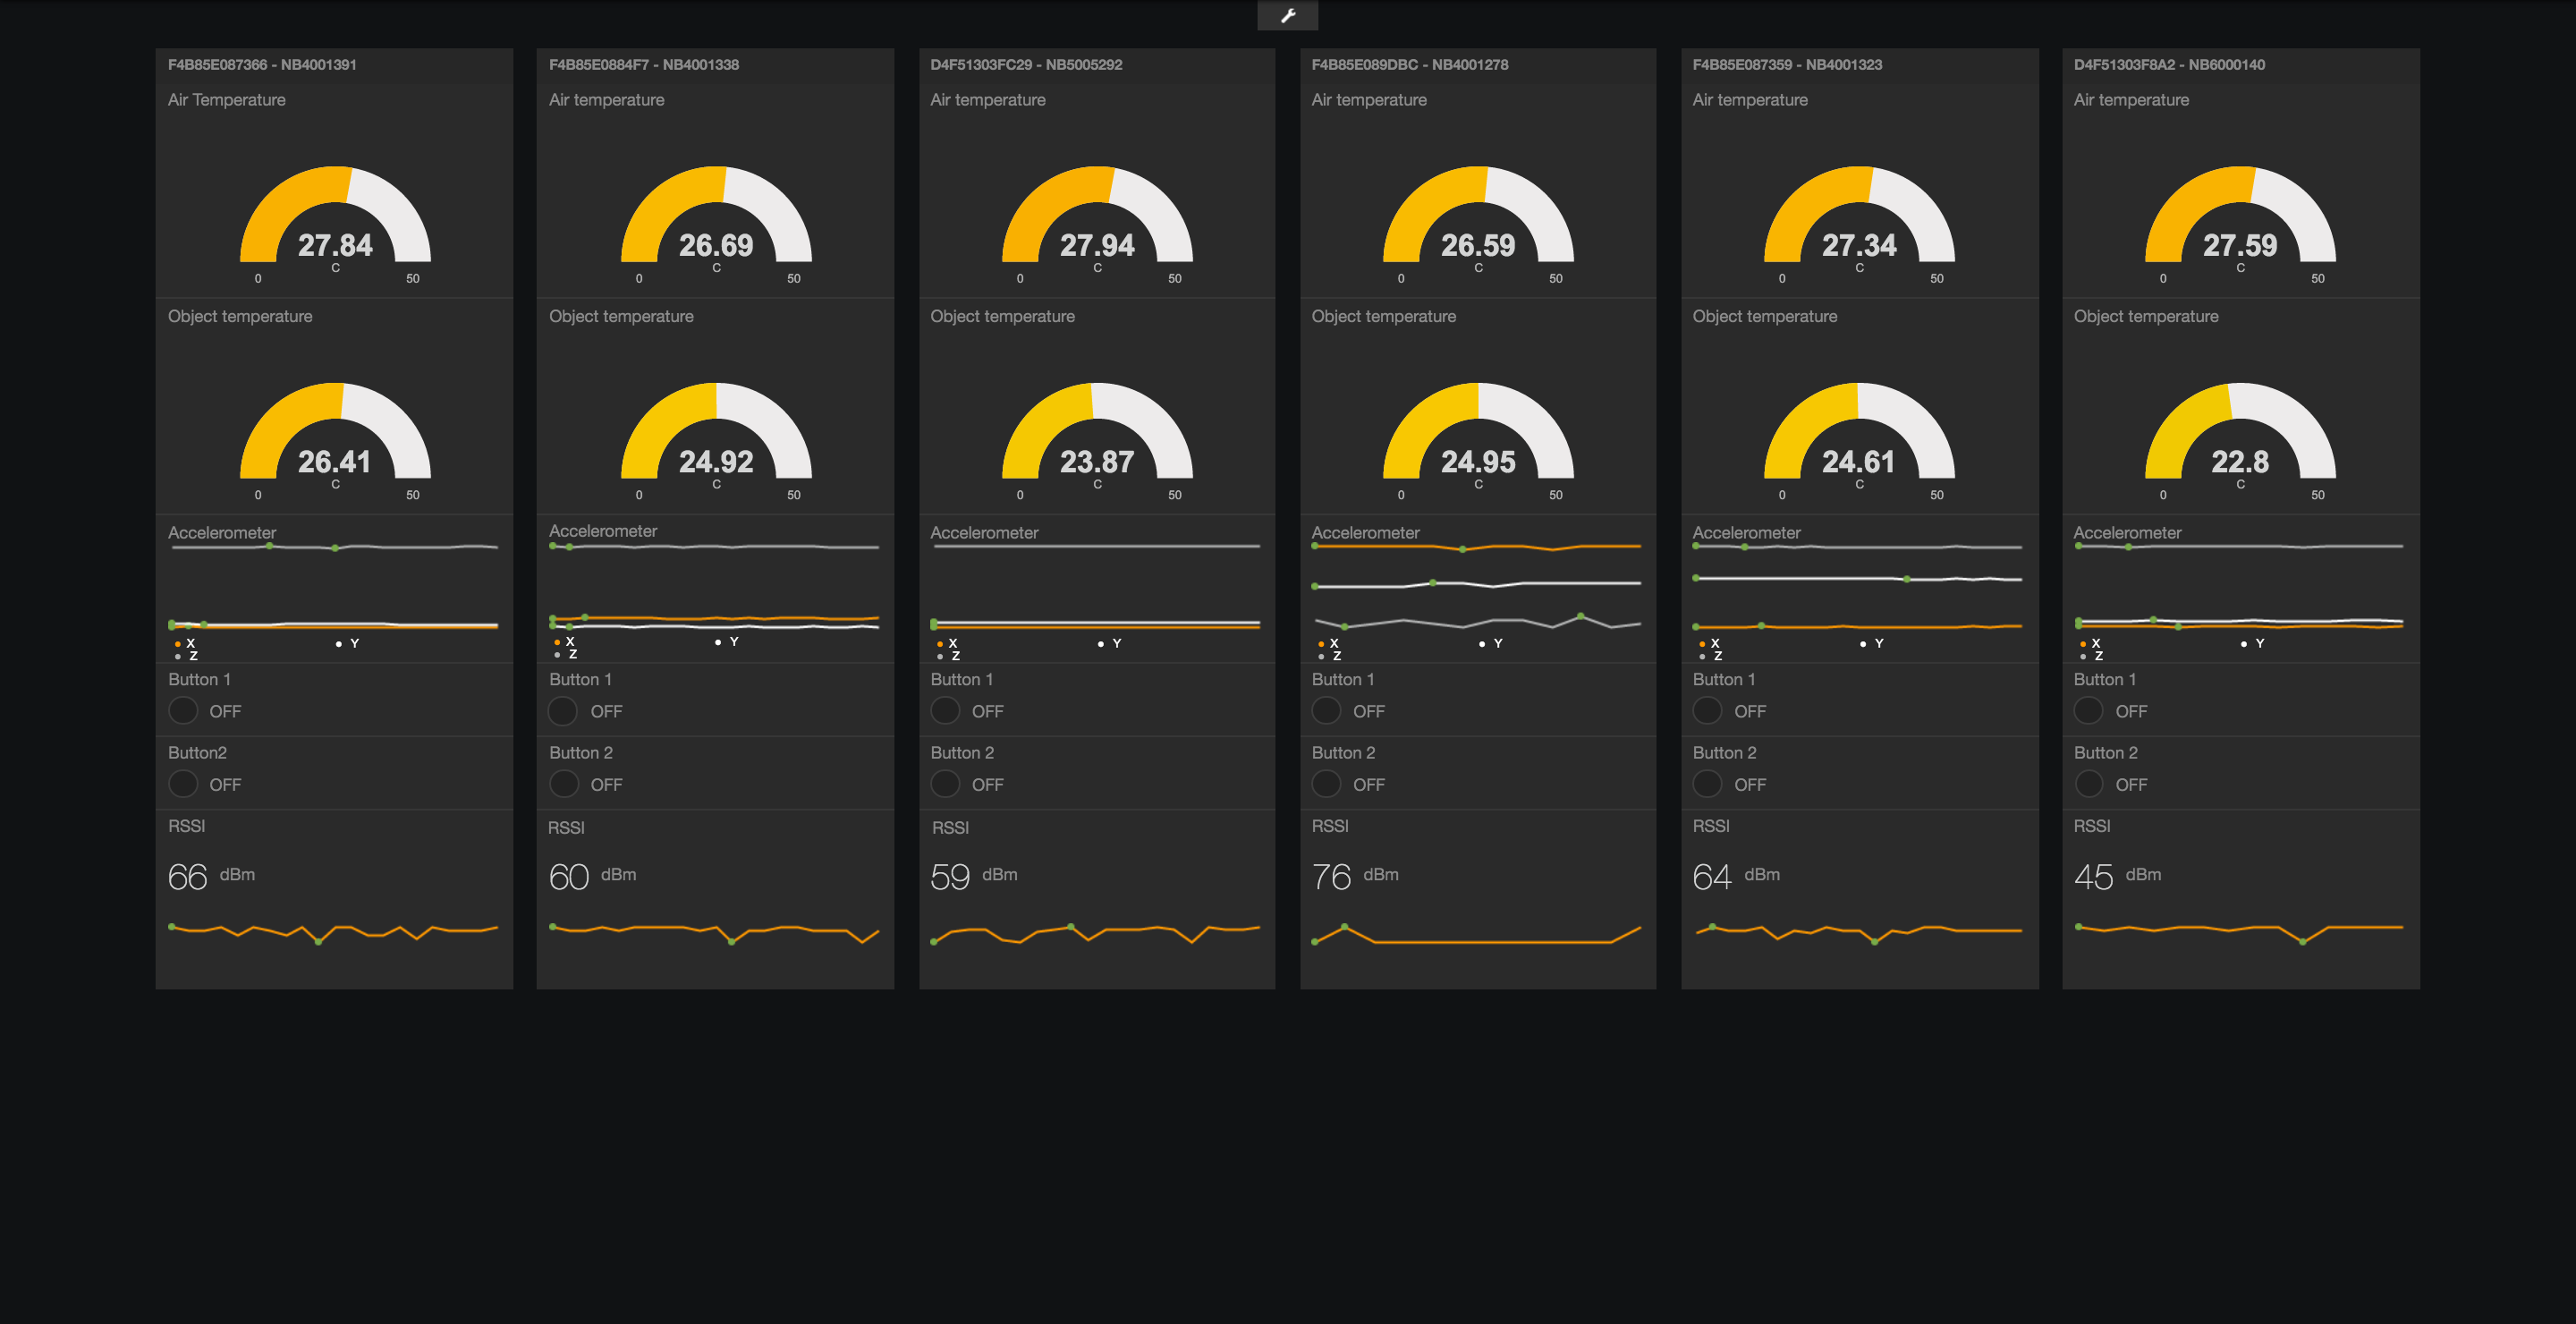 F4B85E087366 - NB4001391
Air Temperature
27.84
C
0 50
Object temperature
26.41
C
0 50
Accelerometer
X Y
Z
Button 1
OFF
Button2
OFF
RSSI
66 dBm
F4B85E0884F7 - NB4001338
Air temperature
26.69
C
0 50
Object temperature
24.92
C
0 50
Accelerometer
X Y
Z
Button 1
OFF
Button 2
OFF
RSSI
60 dBm
D4F51303FC29 - NB5005292
Air temperature
27.94
C
0 50
Object temperature
23.87
C
0 50
Accelerometer
X Y
Z
Button 1
OFF
Button 2
OFF
RSSI
59 dBm
F4B85E089DBC - NB4001278
Air temperature
26.59
C
0 50
Object temperature
24.95
C
0 50
Accelerometer
X Y
Z
Button 1
OFF
Button 2
OFF
RSSI
76 dBm
F4B85E087359 - NB4001323
Air temperature
27.34
C
0 50
Object temperature
24.61
C
0 50
Accelerometer
X Y
Z
Button 1
OFF
Button 2
OFF
RSSI
64 dBm
D4F51303F8A2 - NB6000140
Air temperature
27.59
C
0 50
Object temperature
22.8
C
0 50
Accelerometer
X Y
Z
Button 1
OFF
Button 2
OFF
RSSI
45 dBm